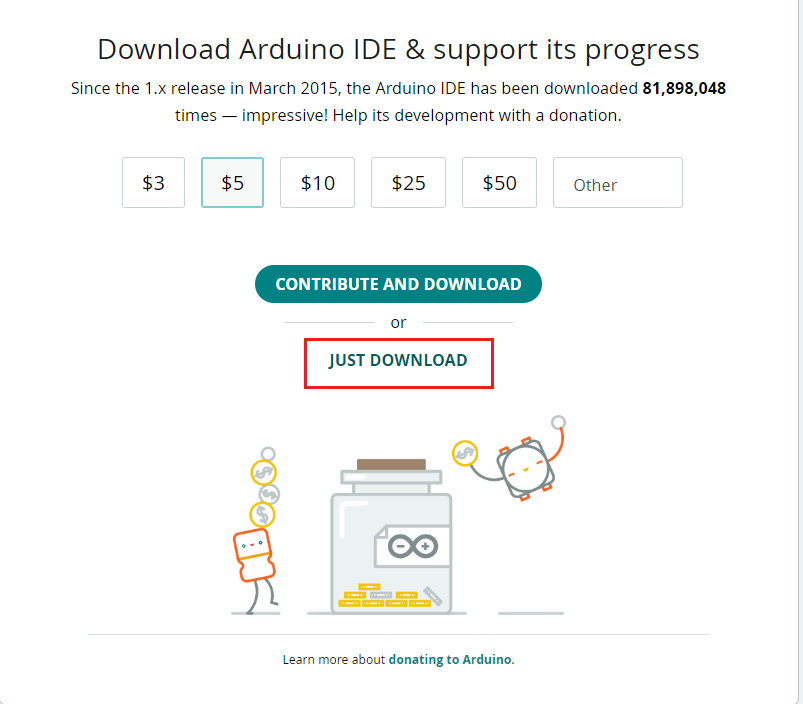 Download Arduino IDE & support its progress
Since the 1.x release in March 2015, the Arduino IDE has been downloaded 81,898,048
times — impressive! Help its development with a donation.
$3 $5 $10 $25 $50 Other
CONTRIBUTE AND DOWNLOAD
or
JUST DOWNLOAD
Learn more about donating to Arduino.